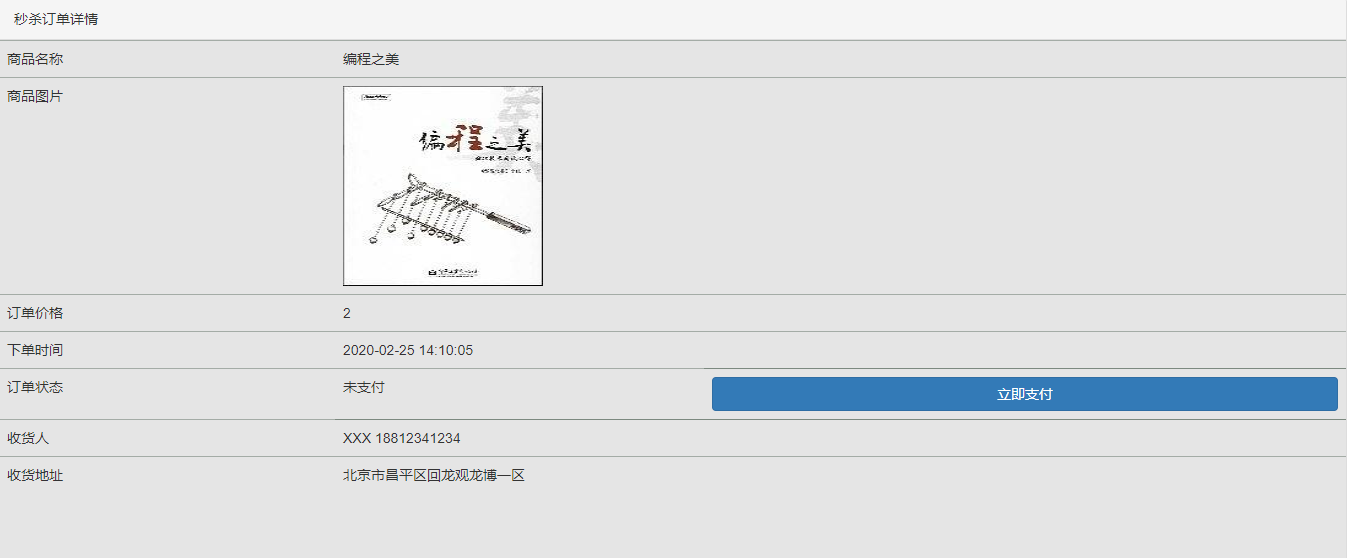 秒杀订单详情
商品名称 编程之美
商品图片
编程之美
订单价格 2
下单时间 2020-02-25 14:10:05
订单状态 未支付 立即支付
收货人 XXX 18812341234
收货地址 北京市昌平区回龙观龙博一区